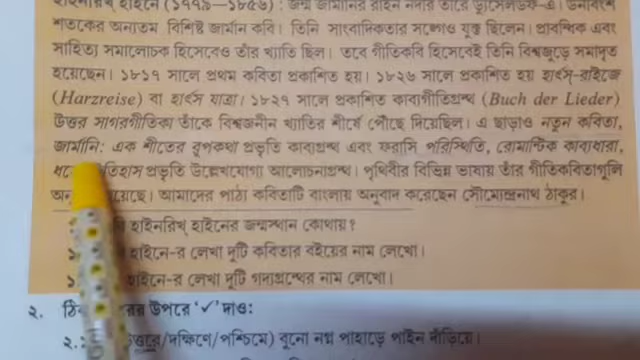 হাইনরিখ্ হাইনে (১৭৭৯—১৮৫৬) : জন্ম জার্মানির রাইন নদীর তীরে ড্যুসেলডর্ফ-এ। উনবিংশ
শতকের অন্যতম বিশিষ্ট জার্মান কবি। তিনি সাংবাদিকতার সঙ্গেও যুক্ত ছিলেন। প্রাবন্ধিক এবং
সাহিত্য সমালোচক হিসেবেও তাঁর খ্যাতি ছিল। তবে গীতিকবি হিসেবেই তিনি বিশ্বজুড়ে সমাদৃত
হয়েছেন। ১৮১৭ সালে প্রথম কবিতা প্রকাশিত হয়। ১৮২৬ সালে প্রকাশিত হয় হার্ৎস্-রাইজে
(Harzreise) বা হার্ৎস যাত্রা। ১৮২৭ সালে প্রকাশিত কাব্যগীতিগ্রন্থ (Buch der Lieder)
উত্তর সাগরগীতিকা তাঁকে বিশ্বজনীন খ্যাতির শীর্ষে পৌঁছে দিয়েছিল। এ ছাড়াও নতুন কবিতা,
জার্মানি: এক শীতের রূপকথা প্রভৃতি কাব্যগ্রন্থ এবং ফরাসি পরিস্থিতি, রোমান্টিক কাব্যধারা,
প্রভৃতি উল্লেখযোগ্য আলোচনাগ্রন্থ। পৃথিবীর বিভিন্ন ভাষায় তাঁর গীতিকবিতাগুলি
আমাদের পাঠ্য কবিতাটি বাংলায় অনুবাদ করেছেন সৌম্যেন্দ্রনাথ ঠাকুর।
হাইনরিখ্ হাইনের জন্মস্থান কোথায়?
হাইনে-র লেখা দুটি কবিতার বইয়ের নাম লেখো।
হাইনে-র লেখা দুটি গদ্যগ্রন্থের নাম লেখো।
২. উপরে ‘✓’ দাও:
২.১ উত্তরে/দক্ষিণে/পশ্চিমে) বুনো নগ্ন পাহাড়ে পাইন দাঁড়িয়ে।